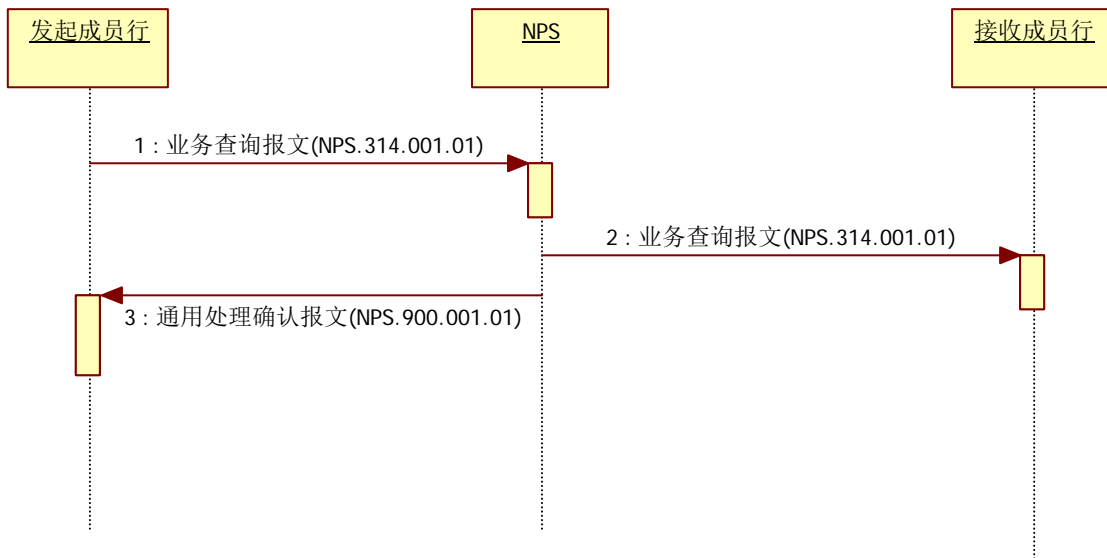 发起成员行
NPS
接收成员行
1 : 业务查询报文(NPS.314.001.01)
2 : 业务查询报文(NPS.314.001.01)
3 : 通用处理确认报文(NPS.900.001.01)